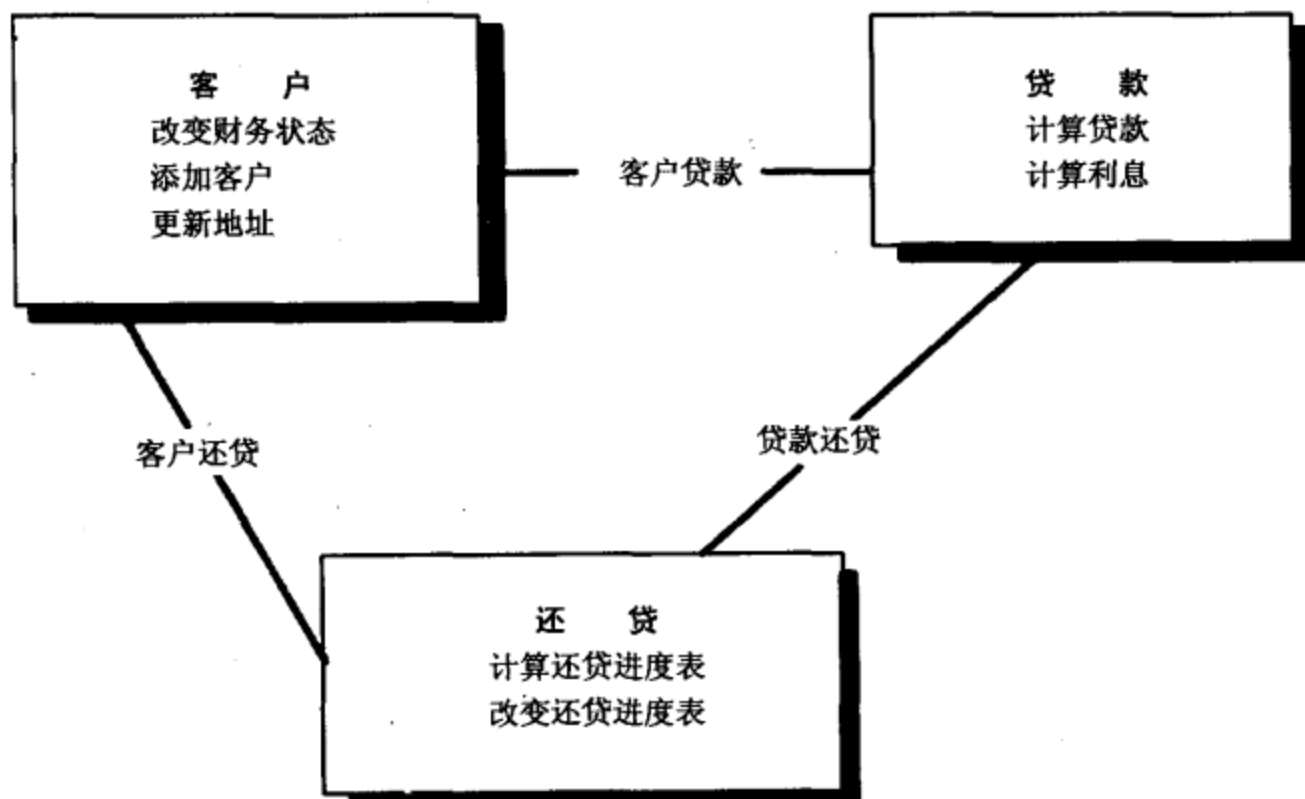 客 户
改变财务状态
添加客户
更新地址
贷 款
计算贷款
计算利息
客户贷款
客户还贷
贷款还贷
还 贷
计算还贷进度表
改变还贷进度表